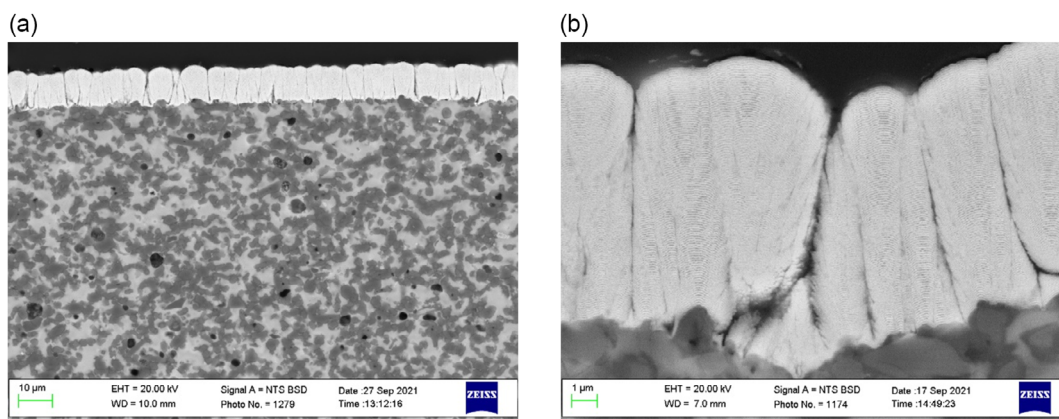 (a)
(b)
10 µm
EHT = 20.00 kV
Signal A = NTS BSD
Date :27 Sep 2021
WD = 10.0 mm
Photo No. = 1279
Time :13:12:16
ZEISS
1 µm
EHT = 20.00 kV
Signal A = NTS BSD
Date :17 Sep 2021
WD = 7.0 mm
Photo No. = 1174
Time :14:49:23
ZEISS